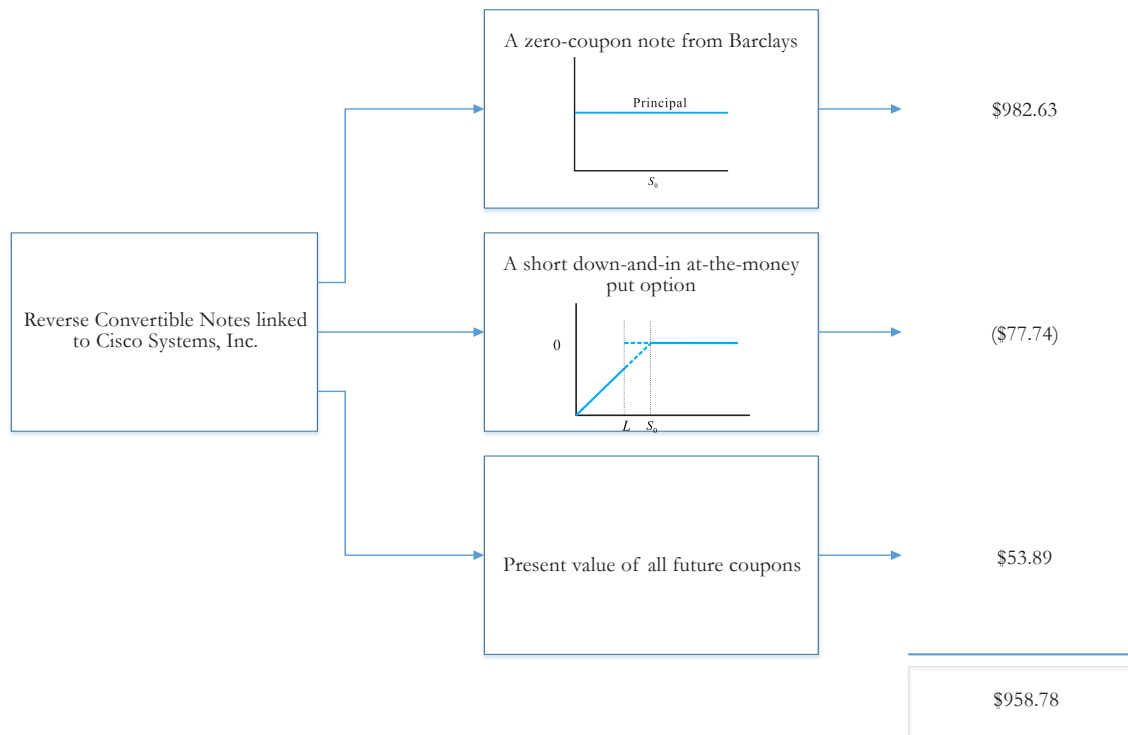 A zero-coupon note from Barclays
Principal
S₀
$982.63
Reverse Convertible Notes linked
to Cisco Systems, Inc.
A short down-and-in at-the-money
put option
0
L S₀
($77.74)
Present value of all future coupons
$53.89
$958.78